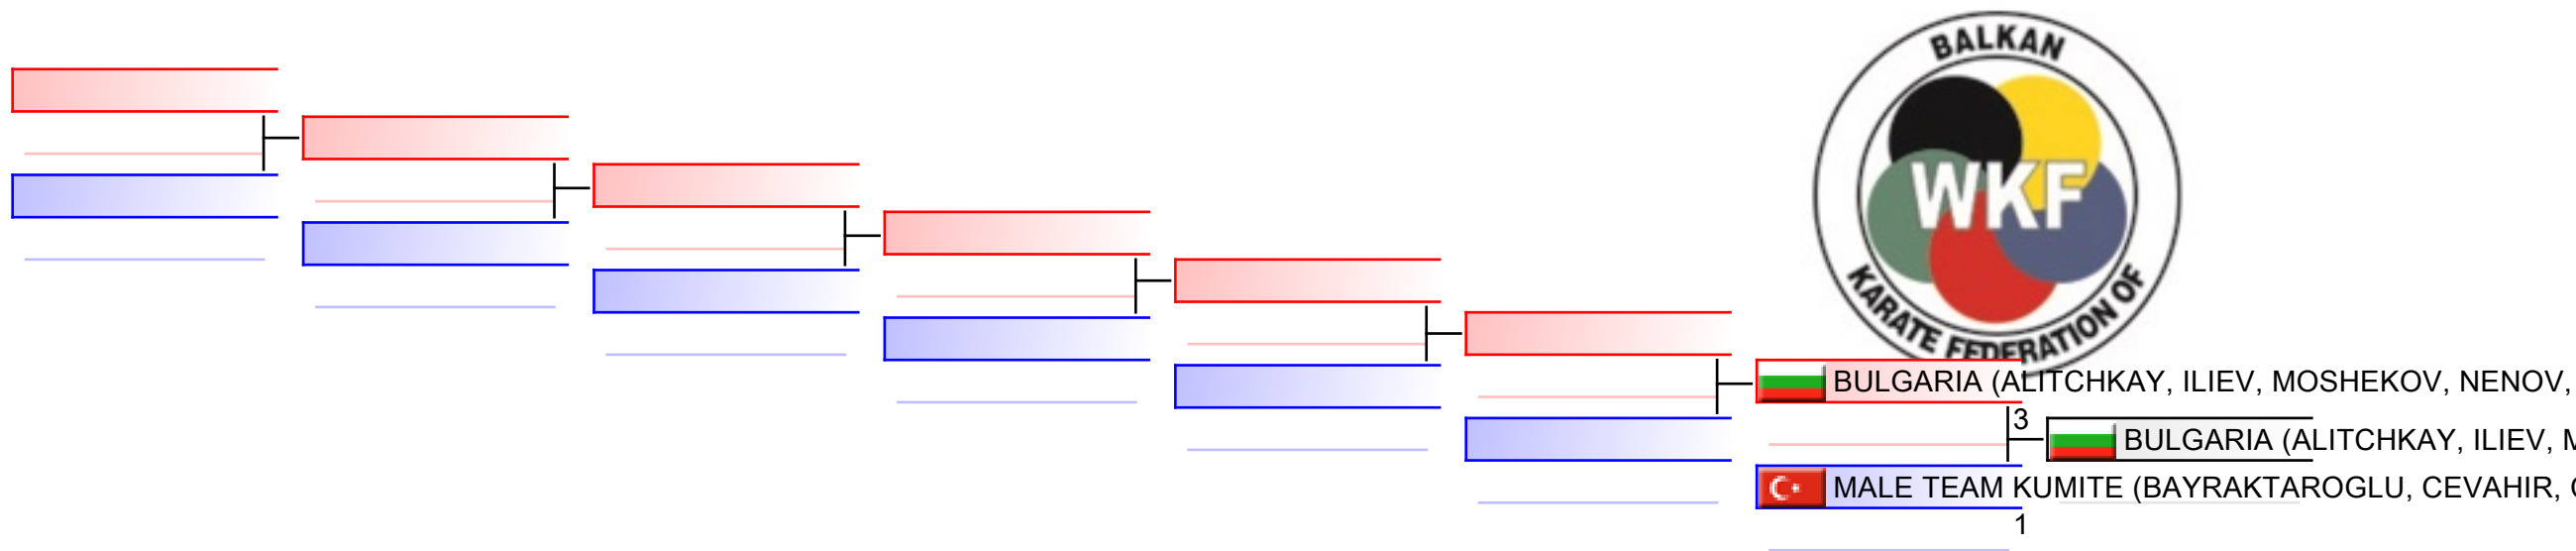 BALKAN
WKF
KARATE FEDERATION OF
BULGARIA (ALITCHKAY, ILIEV, MOSHEKOV, NENOV,
3
BULGARIA (ALITCHKAY, ILIEV,
MALE TEAM KUMITE (BAYRAKTAROGLU, CEVAHIR,
1